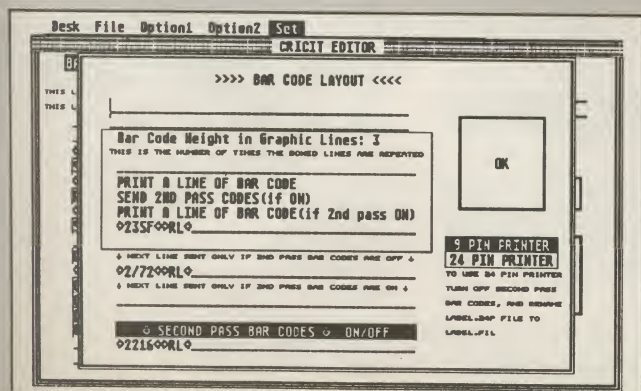 Desk File Option1 Option2 Set
CRICIT EDITOR
BA
>>>> BAR CODE LAYOUT <<<<
THIS L
THIS L
Bar Code Height in Graphic Lines: 3
THIS IS THE NUMBER OF TIMES THE BOXED LINES ARE REPEATED
OK
PRINT A LINE OF BAR CODE
SEND 2ND PASS CODES(if ON)
PRINT A LINE OF BAR CODE(if 2nd pass ON)
◊235F◊◊RL◊
9 PIN PRINTER
↓ NEXT LINE SENT ONLY IF 2ND PASS BAR CODES ARE OFF ↓
24 PIN PRINTER
◊2/72◊◊RL◊
TO USE 24 PIN PRINTER
↓ NEXT LINE SENT ONLY IF 2ND PASS BAR CODES ARE ON ↓
TURN OFF SECOND PASS
BAR CODES, AND RENAME
LABEL.24P FILE TO
LABEL.FIL
◊ SECOND PASS BAR CODES ◊ ON/OFF
◊2216◊◊RL◊